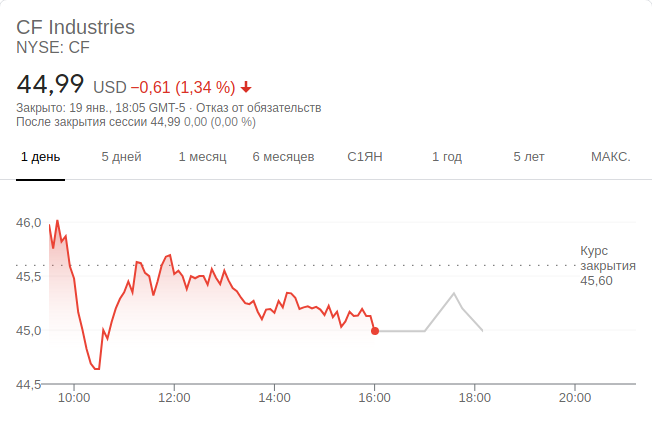 CF Industries
NYSE: CF
44,99 USD −0,61 (1,34 %)
Закрыто: 19 янв., 18:05 GMT-5 · Отказ от обязательств
После закрытия сессии 44,99 0,00 (0,00 %)
1 день 5 дней 1 месяц 6 месяцев С1ЯН 1 год 5 лет МАКС.
46,0
Курс
закрытия
45,60
45,5
45,0
44,5
10:00 12:00 14:00 16:00 18:00 20:00